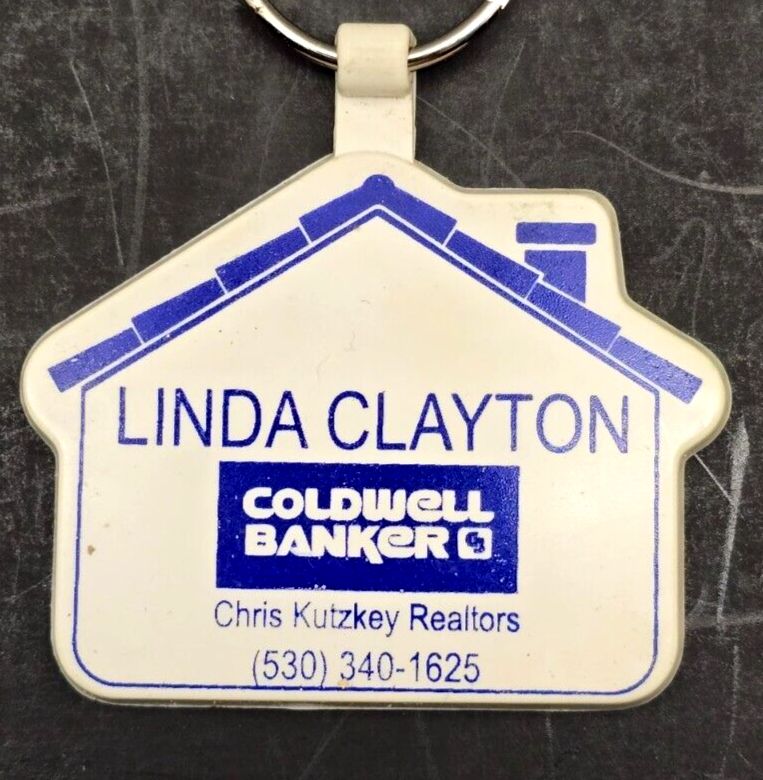 LINDA CLAYTON
COLDWELL
BANKER
Chris Kutzkey Realtors
(530) 340-1625